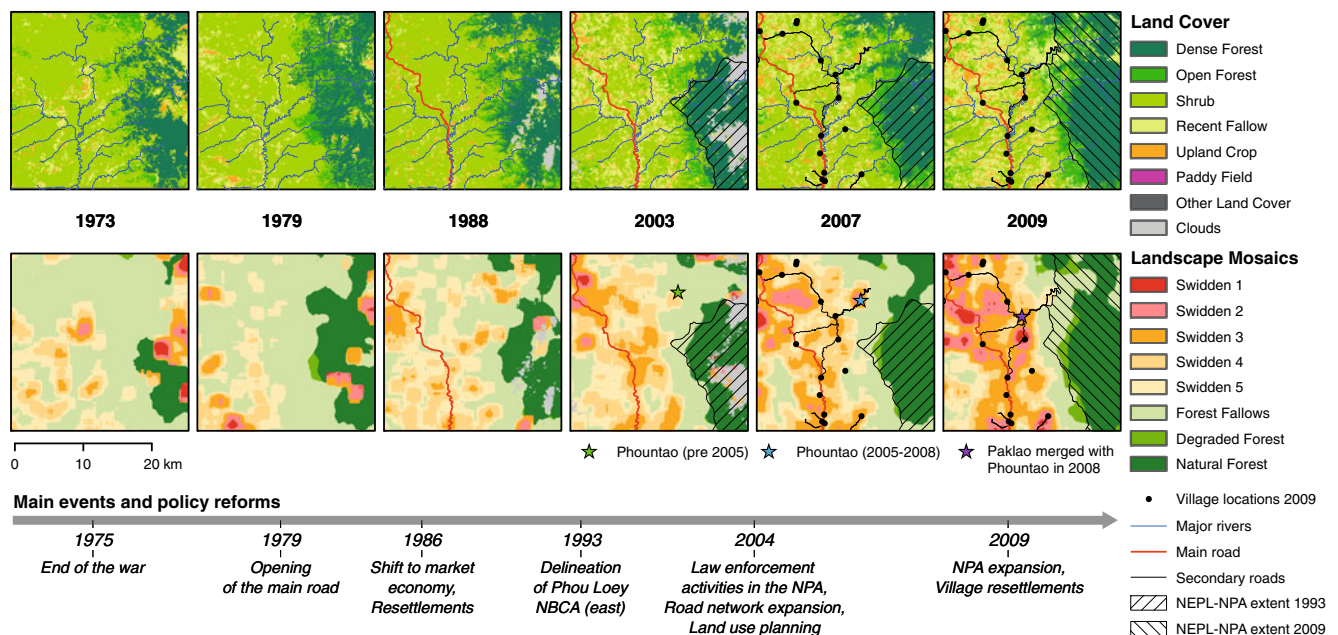 Land Cover
Dense Forest
Open Forest
Shrub
Recent Fallow
Upland Crop
Paddy Field
Other Land Cover
Clouds
1973
1979
1988
2003
2007
2009
Landscape Mosaics
Swidden 1
Swidden 2
Swidden 3
Swidden 4
Swidden 5
Forest Fallows
Degraded Forest
Natural Forest
0 10 20 km
Phountao (pre 2005)
Phountao (2005-2008)
Paklao merged with
Phountao in 2008
Village locations 2009
Major rivers
Main road
Secondary roads
NEPL-NPA extent 1993
NEPL-NPA extent 2009
Main events and policy reforms
1975
End of the war
1979
Opening
of the main road
1986
Shift to market
economy,
Resettlements
1993
Delineation
of Phou Loey
NBCA (east)
2004
Law enforcement
activities in the NPA,
Road network expansion,
Land use planning
2009
NPA expansion,
Village resettlements